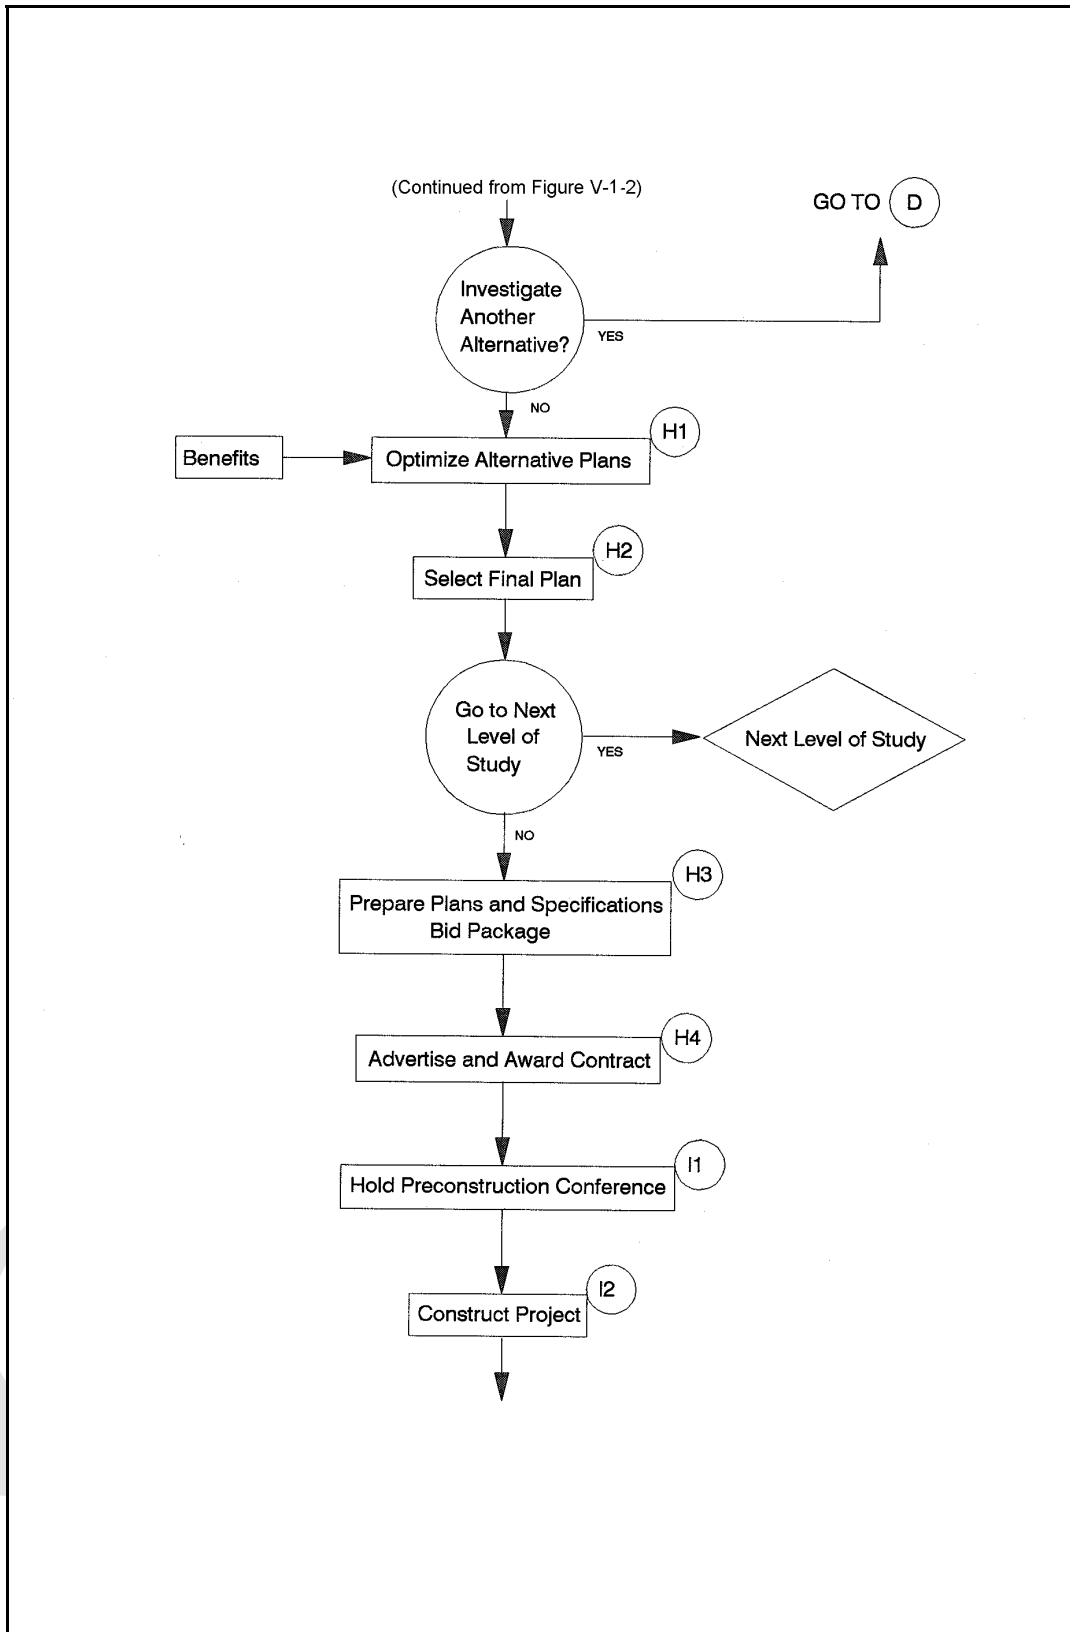 (Continued from Figure V-1-2)
GO TO D
Investigate
Another
Alternative?
YES
NO
H1
Benefits
Optimize Alternative Plans
H2
Select Final Plan
Go to Next
Level of
Study
YES
Next Level of Study
NO
H3
Prepare Plans and Specifications
Bid Package
H4
Advertise and Award Contract
I1
Hold Preconstruction Conference
I2
Construct Project